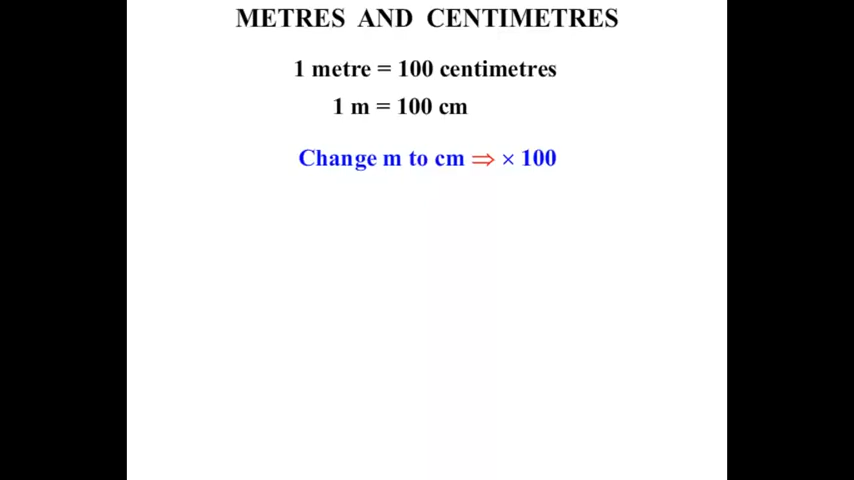 METRES AND CENTIMETRES
1 metre = 100 centimetres
1 m = 100 cm
Change m to cm ⇒ × 100